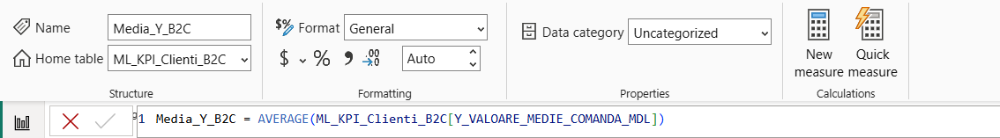 Name Media_Y_B2C $% Format General Data category Uncategorized
Home table ML_KPI_Clienti_B2C $ % , .00 →0 Auto New measure Quick measure
Structure Formatting Properties Calculations
1 Media_Y_B2C = AVERAGE(ML_KPI_Clienti_B2C[Y_VALOARE_MEDIE_COMANDA_MDL])